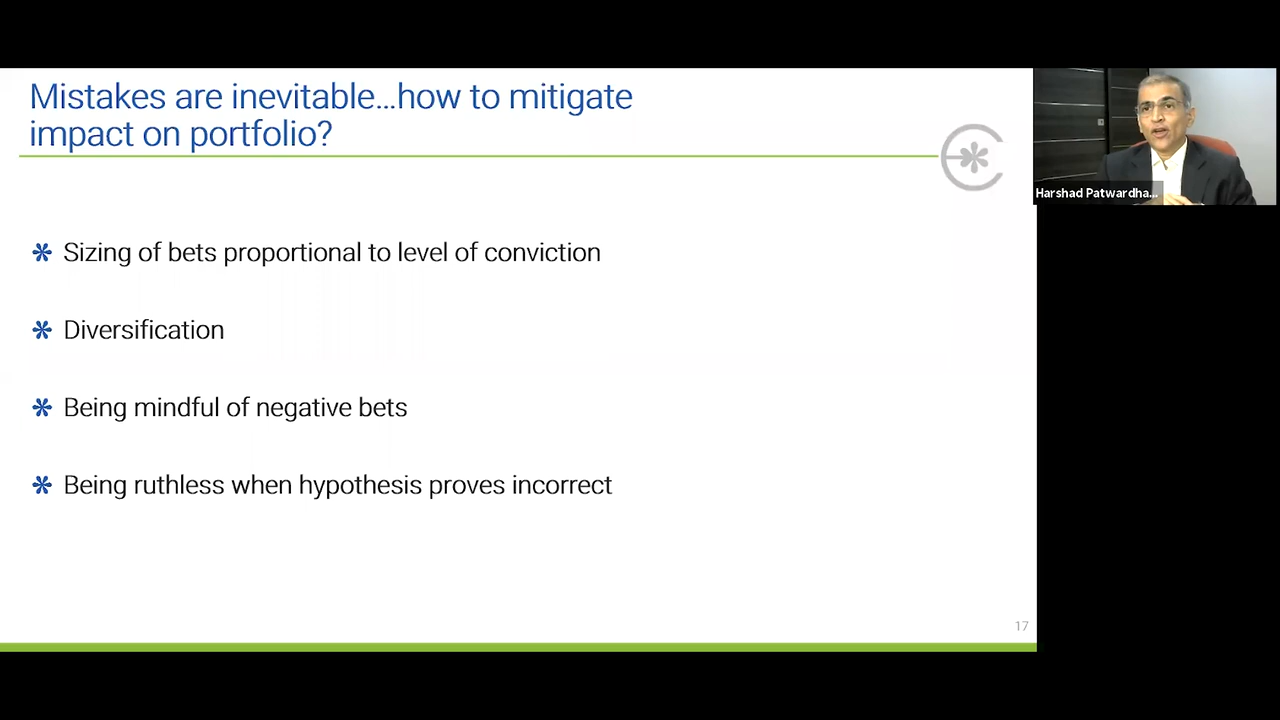 Mistakes are inevitable...how to mitigate
impact on portfolio?
Harshad Patwardha...
Sizing of bets proportional to level of conviction
Diversification
Being mindful of negative bets
Being ruthless when hypothesis proves incorrect
17